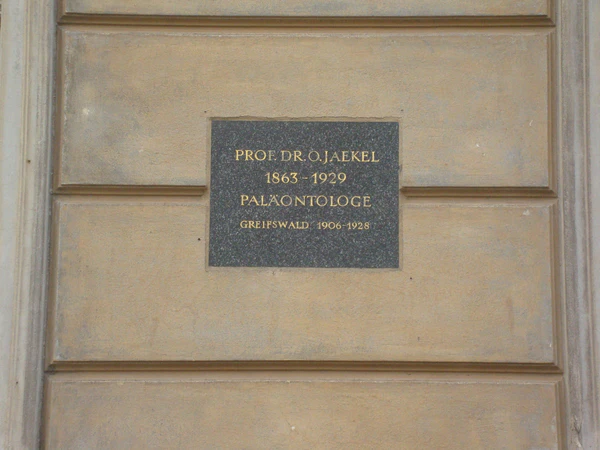 PROF. DR. O. JAEKEL
1863 - 1929
PALÄONTOLOGE
GREIFSWALD 1906 - 1928